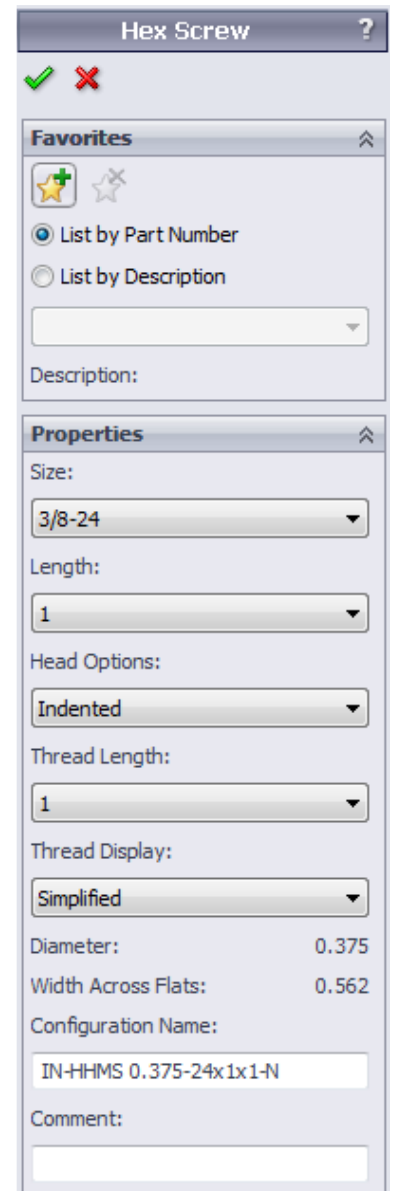 Hex Screw ?
Favorites
List by Part Number
List by Description
Description:
Properties
Size:
3/8-24
Length:
1
Head Options:
Indented
Thread Length:
1
Thread Display:
Simplified
Diameter: 0.375
Width Across Flats: 0.562
Configuration Name:
IN-HHMS 0.375-24x1x1-N
Comment: